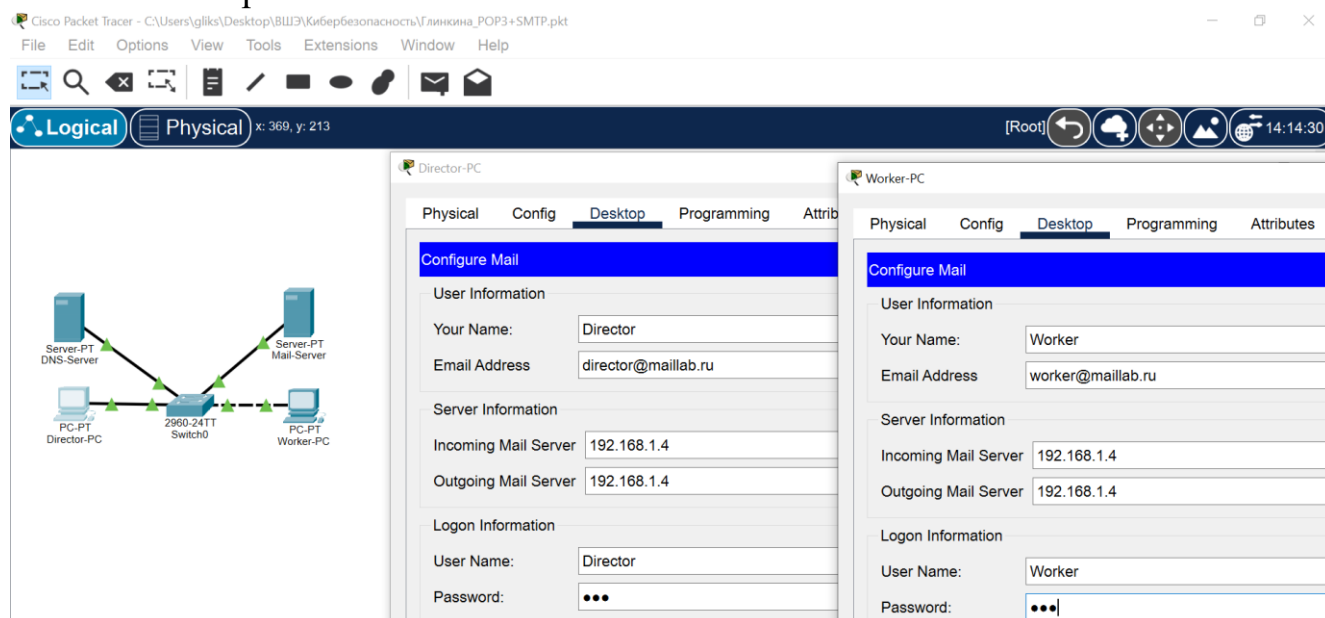 Cisco Packet Tracer - C:\Users\gliks\Desktop\ВШЭ\Кибербезопасность\Глинкина_POP3+SMTP.pkt
File Edit Options View Tools Extensions Window Help
Logical Physical x: 369, y: 213 [Root] 14:14:30
Director-PC
Physical Config Desktop Programming Attrib
Configure Mail
User Information
Your Name: Director
Email Address director@maillab.ru
Server Information
Incoming Mail Server 192.168.1.4
Outgoing Mail Server 192.168.1.4
Logon Information
User Name: Director
Password: ●●●
Worker-PC
Physical Config Desktop Programming Attributes
Configure Mail
User Information
Your Name: Worker
Email Address worker@maillab.ru
Server Information
Incoming Mail Server 192.168.1.4
Outgoing Mail Server 192.168.1.4
Logon Information
User Name: Worker
Password: ●●●
Server-PT
DNS-Server
Server-PT
Mail-Server
PC-PT
Director-PC
2960-24TT
Switch0
PC-PT
Worker-PC